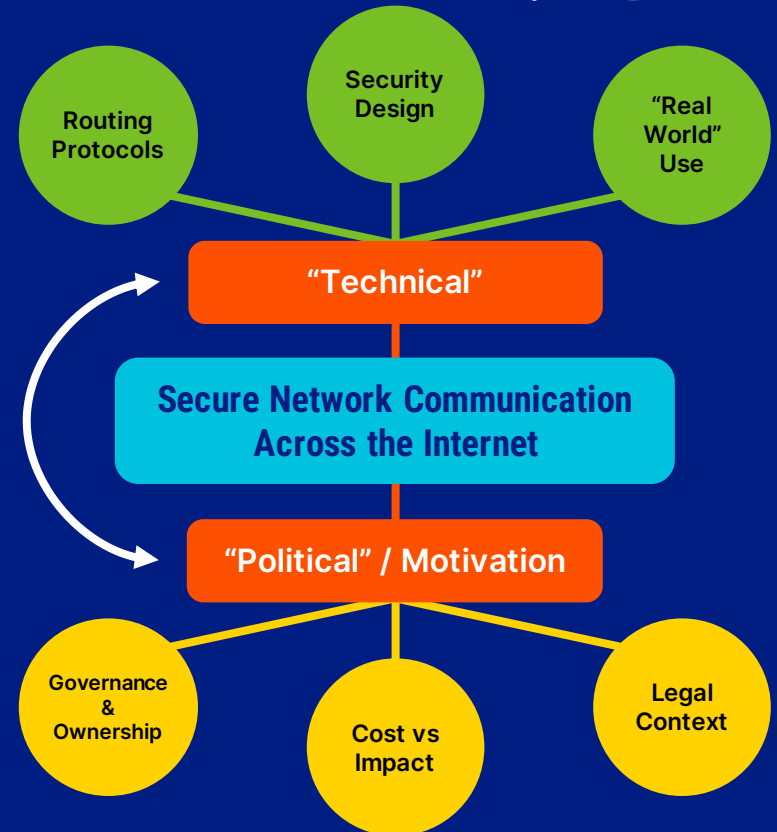 Security
Design
Routing
Protocols
“Real
World”
Use
“Technical”
Secure Network Communication
Across the Internet
“Political” / Motivation
Governance
&
Ownership
Cost vs
Impact
Legal
Context